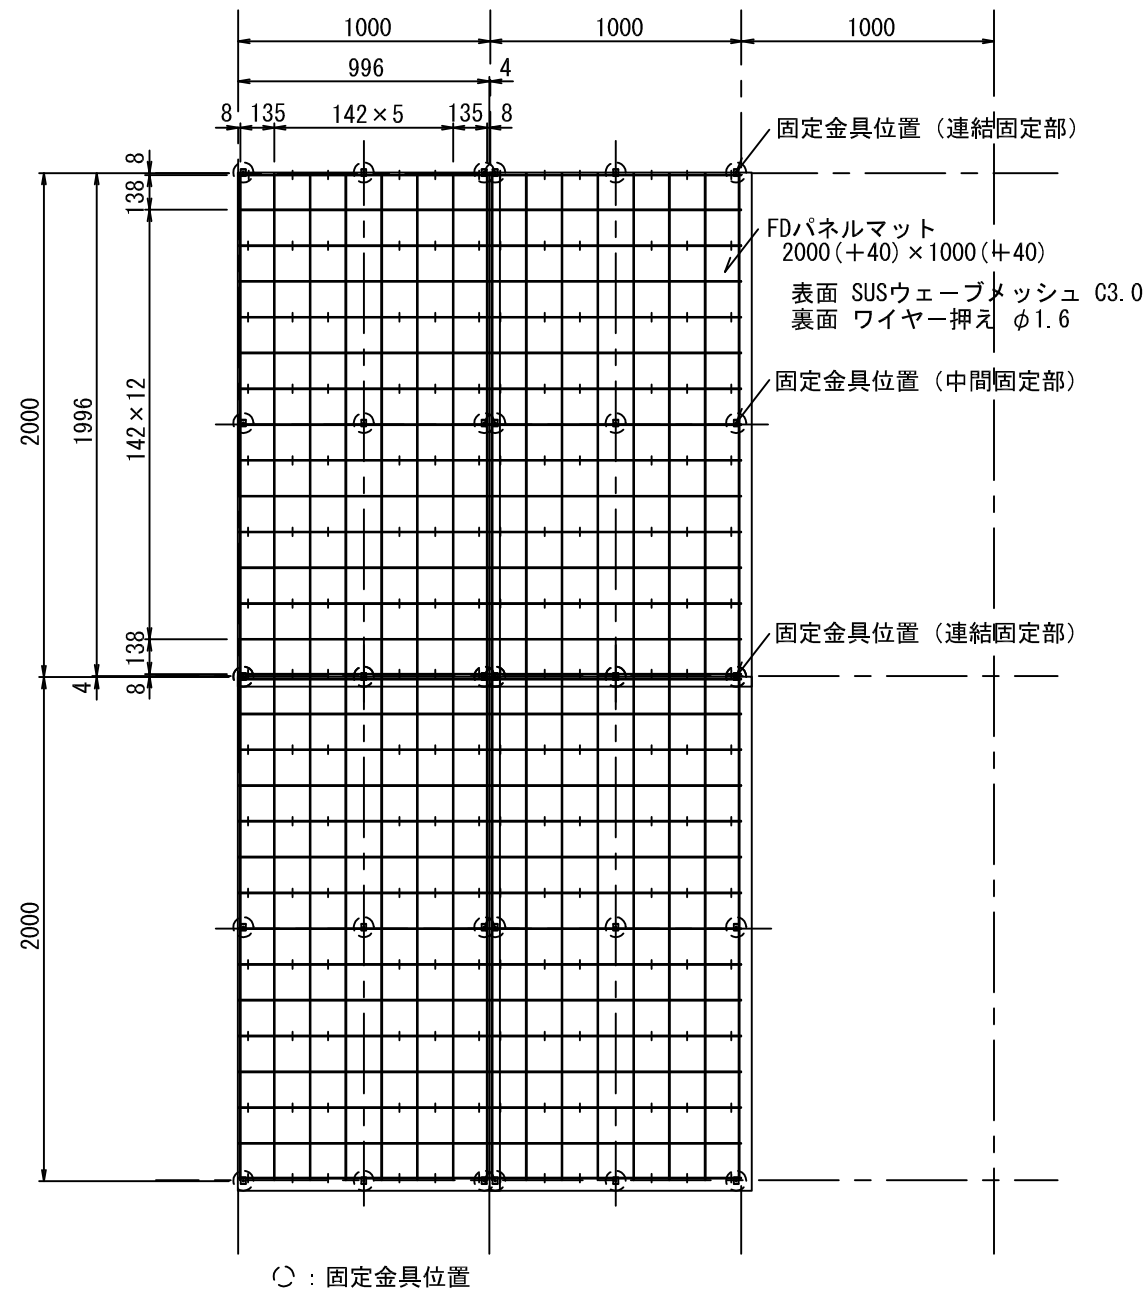 1000
1000
1000
996
4
8
135
142×5
135
8
固定金具位置（連結固定部）
8
138
FDパネルマット
2000(+40)×1000(+40)
表面 SUSウェーブメッシュ C3.0
裏面 ワイヤー押え φ1.6
固定金具位置（中間固定部）
2000
1996
142×12
固定金具位置（連結固定部）
138
4
8
2000
：固定金具位置